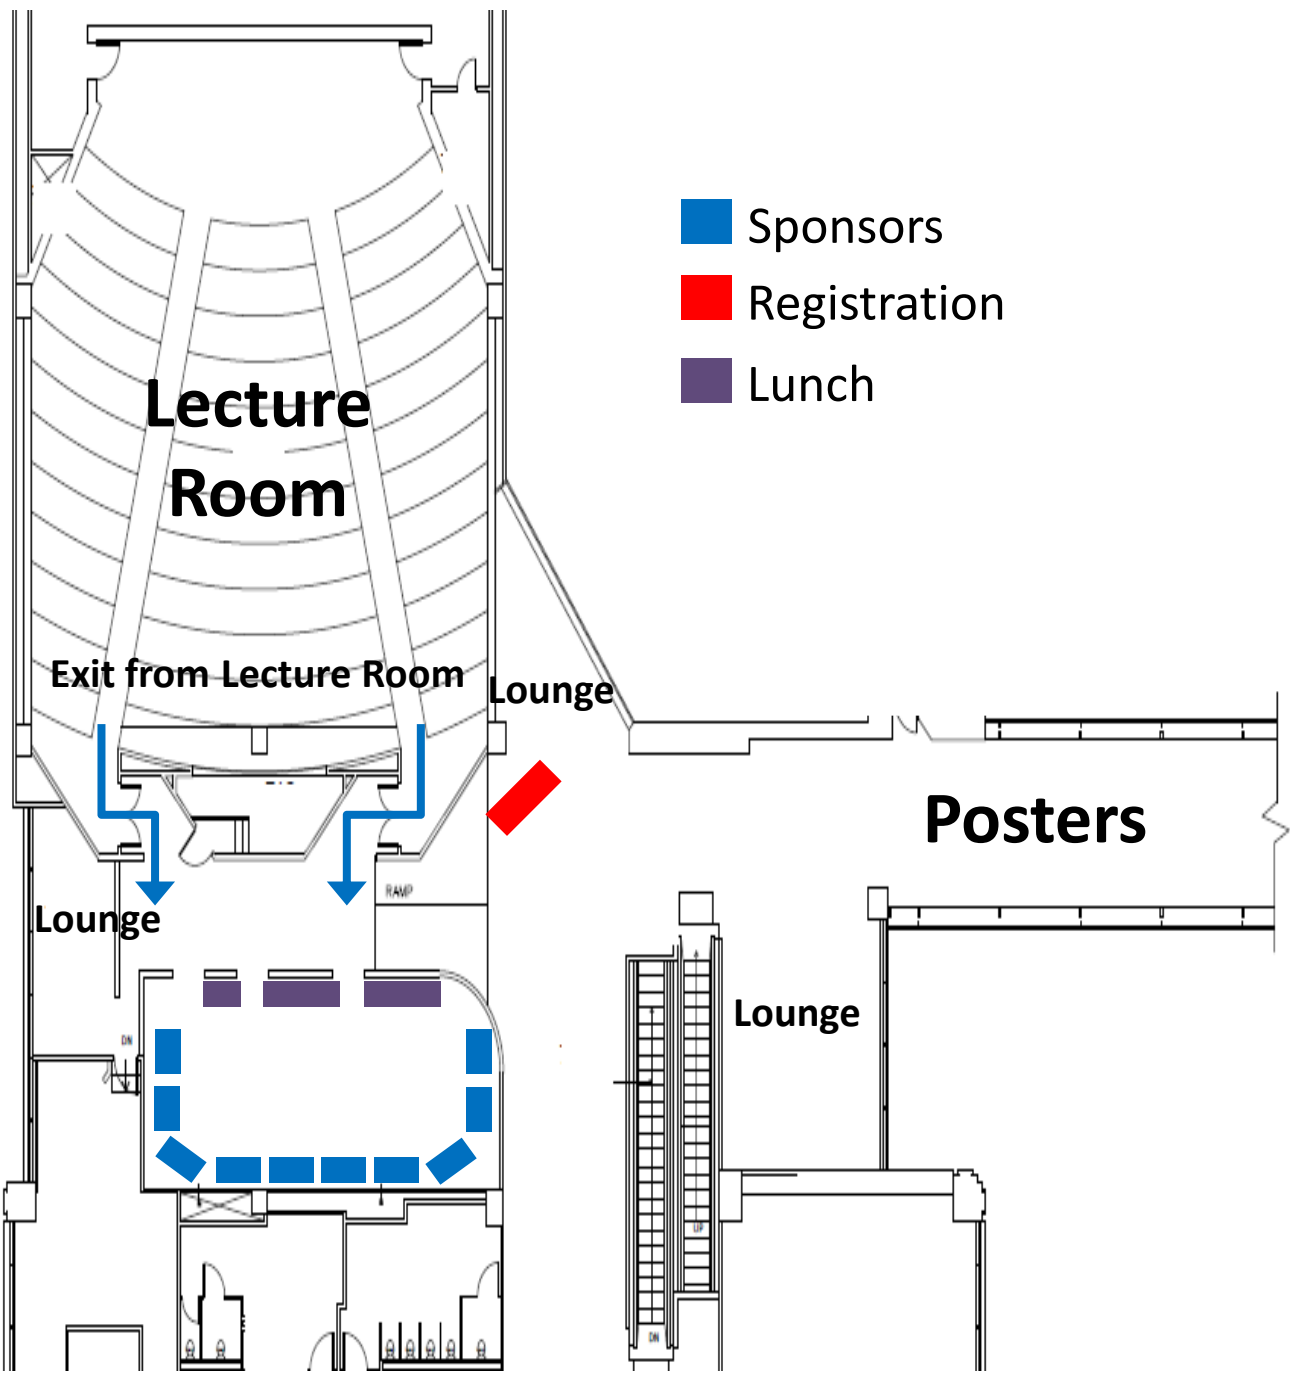 Sponsors
Registration
Lunch
Lecture
Room
Exit from Lecture Room
Lounge
Posters
RAMP
Lounge
Lounge
DN
UP
DN